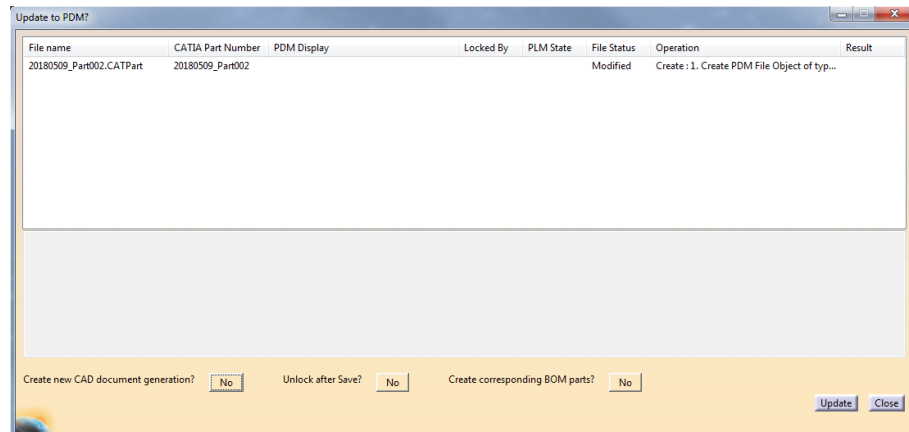 Update to PDM?
File name CATIA Part Number PDM Display Locked By PLM State File Status Operation Result
20180509_Part002.CATPart 20180509_Part002 Modified Create : 1. Create PDM File Object of typ...
Create new CAD document generation? No Unlock after Save? No Create corresponding BOM parts? No
Update Close